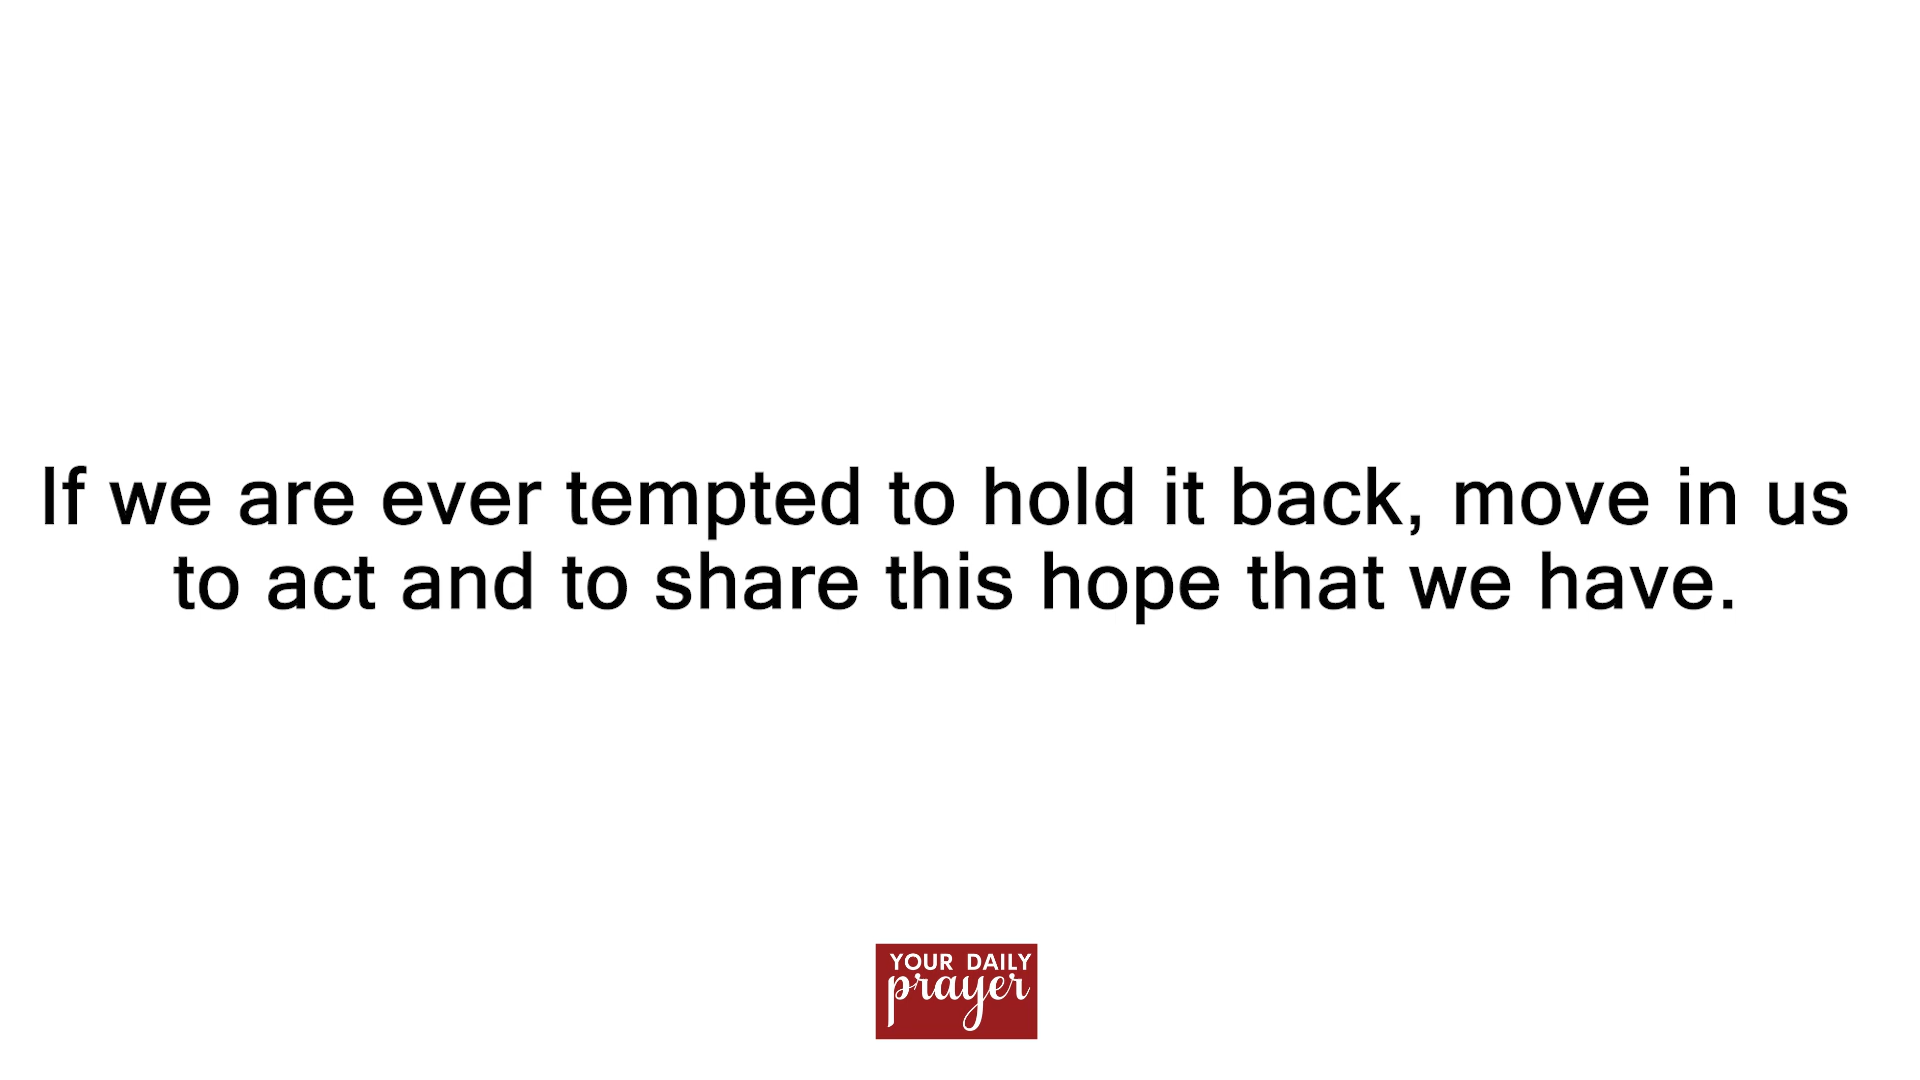 If we are ever tempted to hold it back, move in us
to act and to share this hope that we have.
YOUR DAILY
prayer